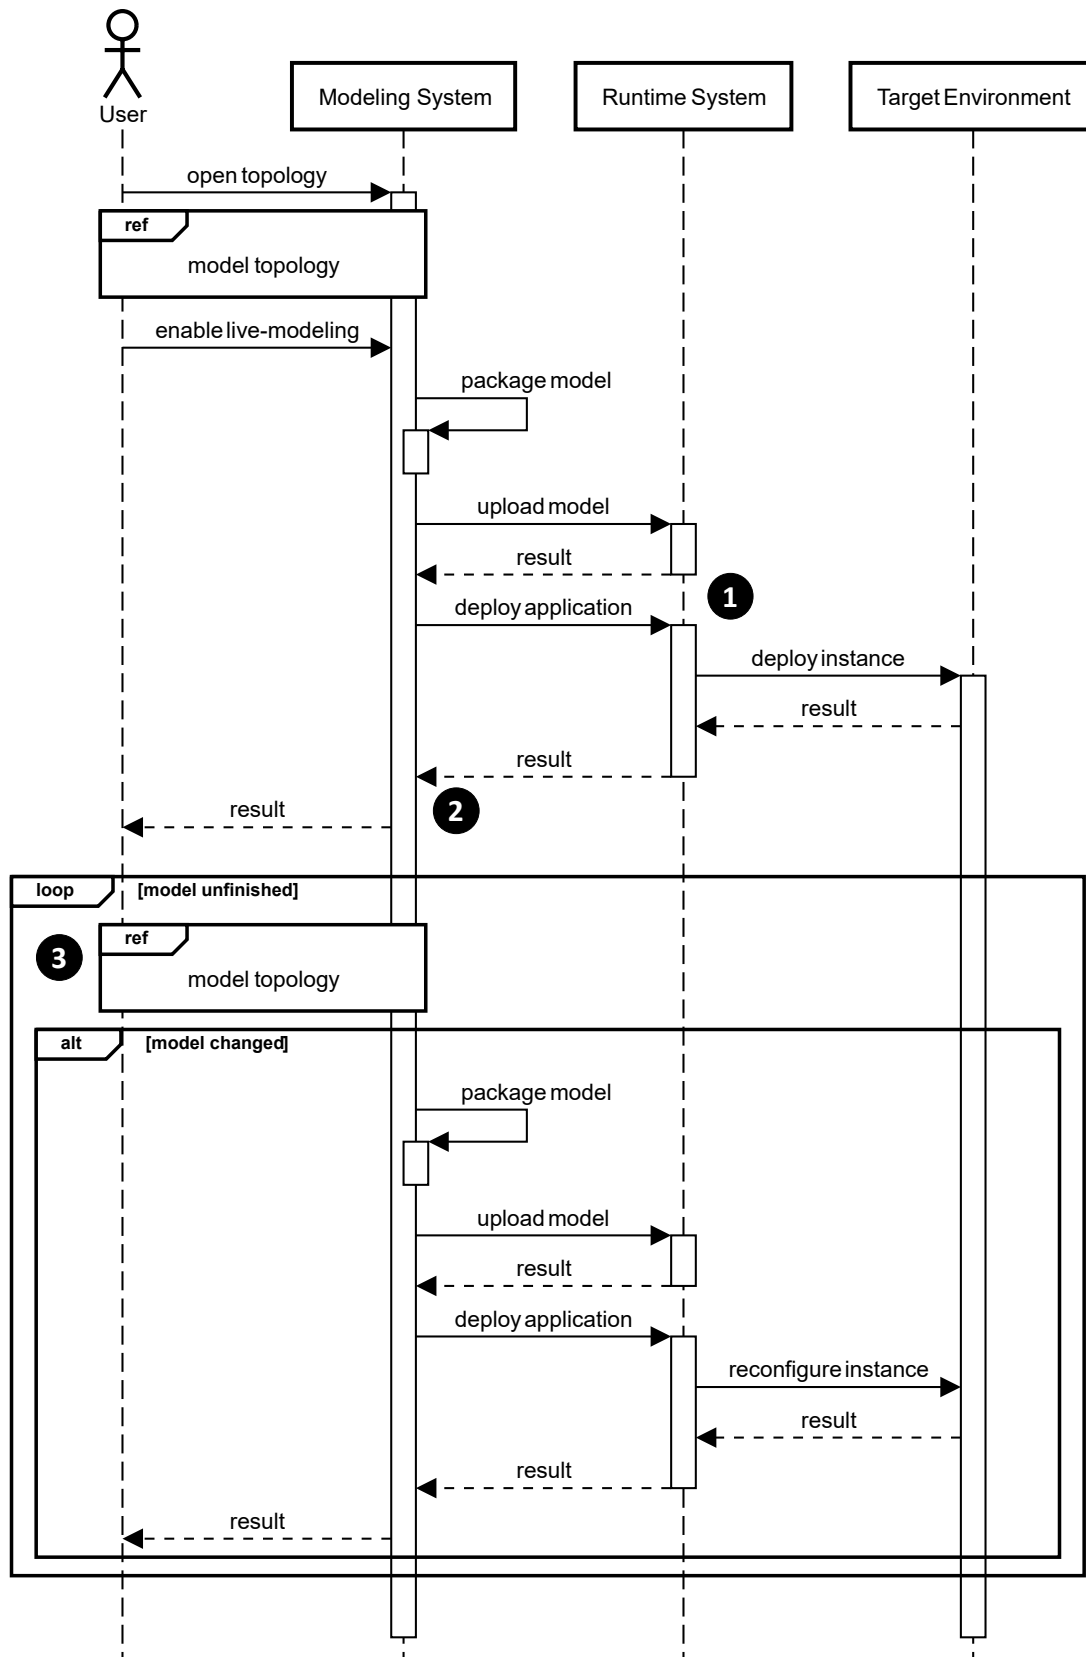 User
Modeling System
Runtime System
Target Environment
open topology
ref
model topology
enable live-modeling
package model
upload model
result
1
deploy application
deploy instance
result
result
2
result
loop
[model unfinished]
3
ref
model topology
alt
[model changed]
package model
upload model
result
deploy application
reconfigure instance
result
result
result